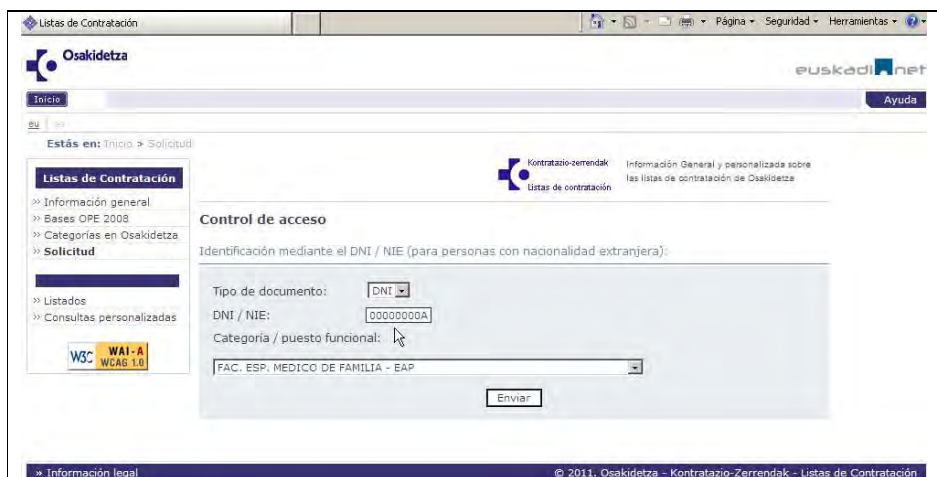 Listas de Contratación
Página Seguridad Herramientas
Osakidetza
euskadi net
Inicio
Ayuda
eu es
Estás en: Inicio > Solicitud
Kontratazio-zerrendak
Listas de contratación
Información General y personalizada sobre
las listas de contratación de Osakidetza
Listas de Contratación
» Información general
» Bases OPE 2008
» Categorías en Osakidetza
» Solicitud
» Listados
» Consultas personalizadas
W3C WAI-A
WCAG 1.0
Control de acceso
Identificación mediante el DNI / NIE (para personas con nacionalidad extranjera):
Tipo de documento: DNI
DNI / NIE: 00000000A
Categoría / puesto funcional:
FAC. ESP. MEDICO DE FAMILIA - EAP
Enviar
» Información legal
© 2011, Osakidetza - Kontratazio-Zerrendak - Listas de Contratación